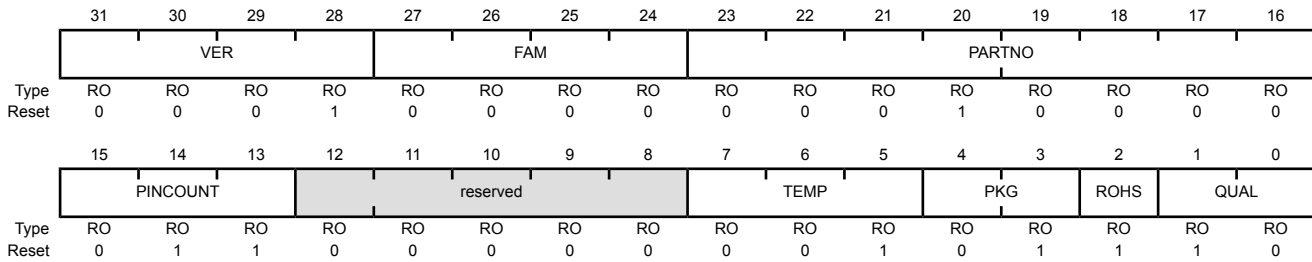 31 30 29 28 27 26 25 24 23 22 21 20 19 18 17 16
VER FAM PARTNO
Type RO RO RO RO RO RO RO RO RO RO RO RO RO RO RO RO
Reset 0 0 0 1 0 0 0 0 0 0 0 1 0 0 0 0
15 14 13 12 11 10 9 8 7 6 5 4 3 2 1 0
PINCOUNT reserved TEMP PKG ROHS QUAL
Type RO RO RO RO RO RO RO RO RO RO RO RO RO RO RO RO
Reset 0 1 1 0 0 0 0 0 0 0 1 0 1 1 1 0